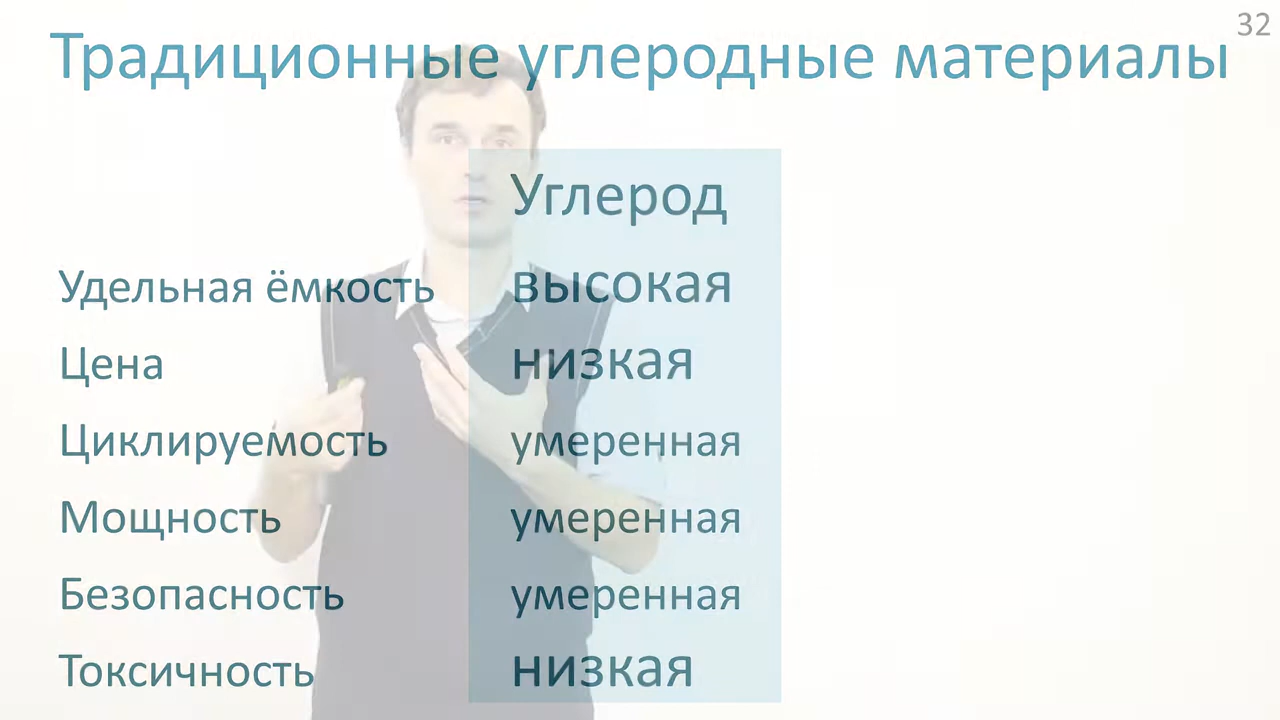 32
Традиционные углеродные материалы
Углерод
Удельная ёмкость высокая
Цена низкая
Циклируемость умеренная
Мощность умеренная
Безопасность умеренная
Токсичность низкая